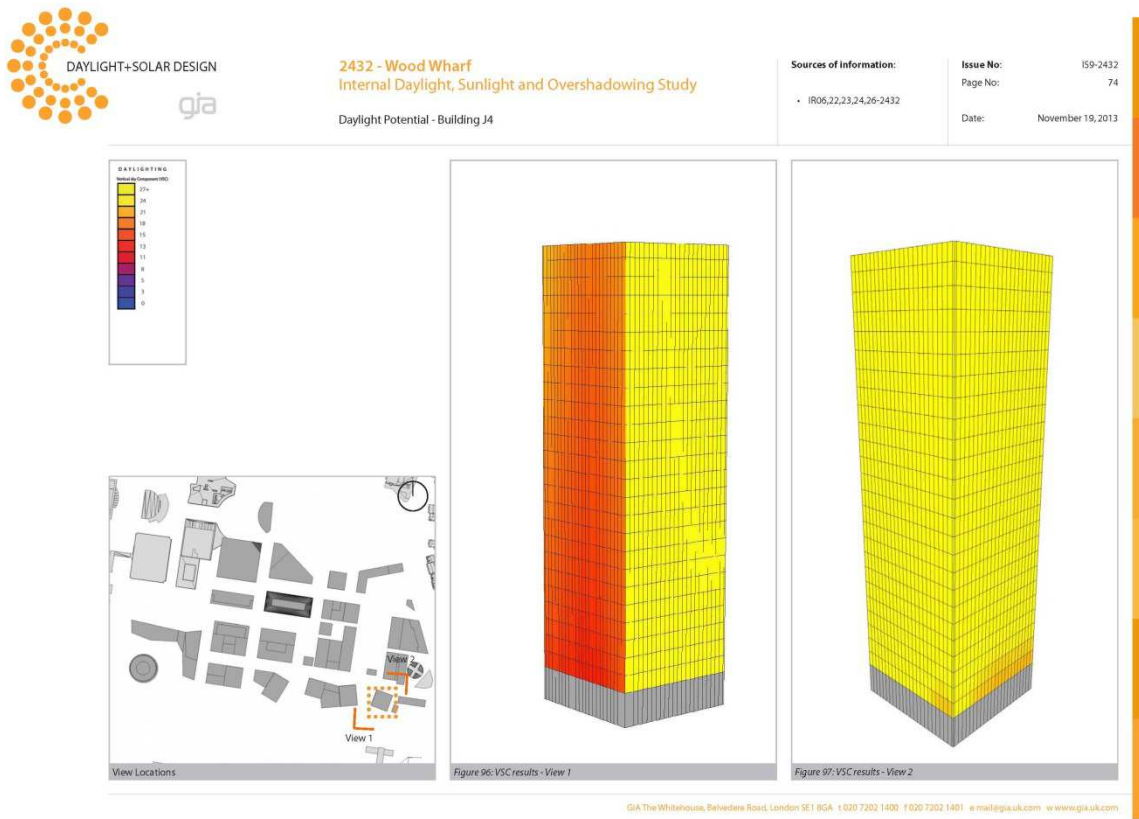 DAYLIGHT+SOLAR DESIGN
gia
2432 - Wood Wharf
Internal Daylight, Sunlight and Overshadowing Study
Daylight Potential - Building J4
Sources of information:
• IR06,22,23,24,26-2432
Issue No: IS9-2432
Page No: 74
Date: November 19, 2013
DAYLIGHTING
Vertical sky Component (VSC)
27+
24
21
18
15
13
11
8
5
3
0
View 2
View 1
View Locations
Figure 96: VSC results - View 1
Figure 97: VSC results - View 2
GIA The Whitehouse, Belvedere Road, London SE1 8GA t 020 7202 1400 f 020 7202 1401 e mail@gia.uk.com w www.gia.uk.com